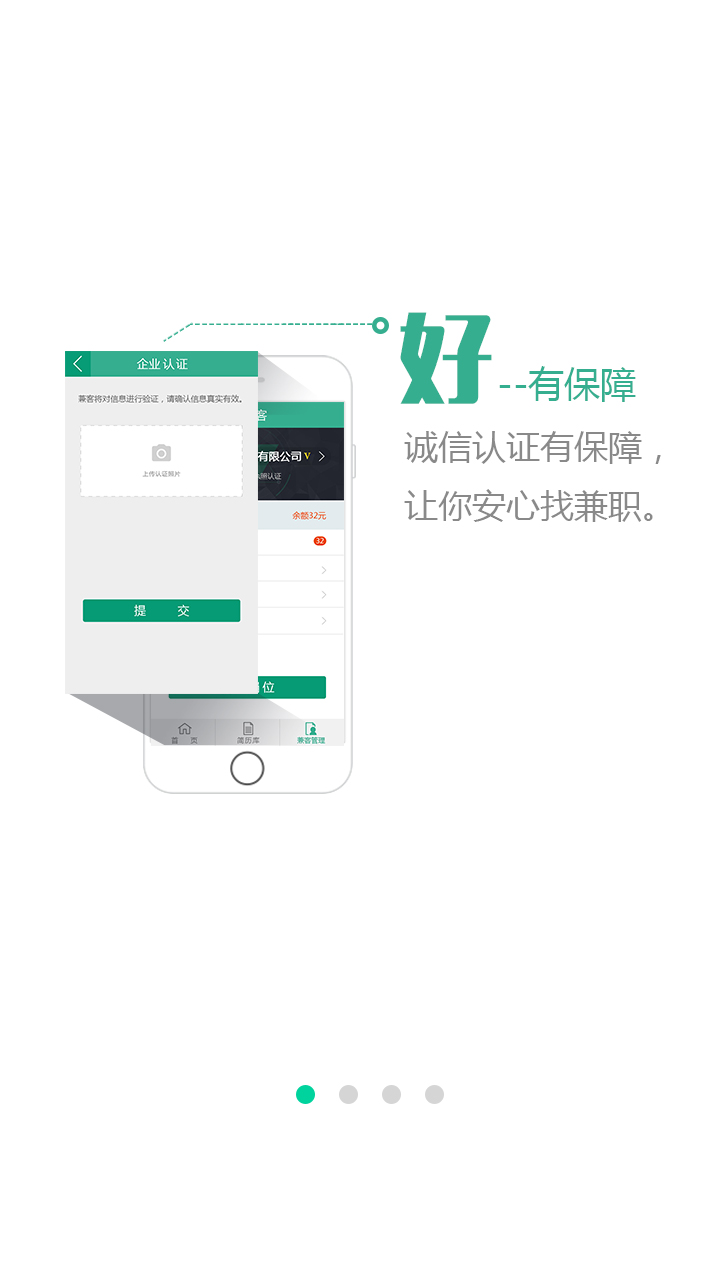 好 --有保障
诚信认证有保障，
让你安心找兼职。
企业认证
兼客将对信息进行验证，请确认信息真实有效。
上传认证照片
提 交
客
有限公司 V
照认证
余额32元
32
位
首 页
简历库
兼客管理